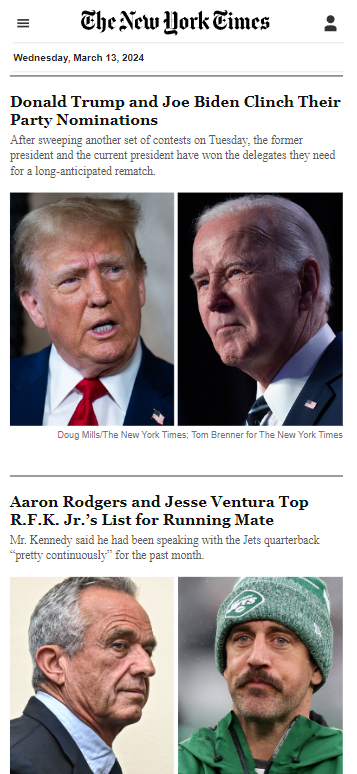 The New York Times
Wednesday, March 13, 2024
Donald Trump and Joe Biden Clinch Their
Party Nominations
After sweeping another set of contests on Tuesday, the former
president and the current president have won the delegates they need
for a long-anticipated rematch.
Doug Mills/The New York Times; Tom Brenner for The New York Times
Aaron Rodgers and Jesse Ventura Top
R.F.K. Jr.’s List for Running Mate
Mr. Kennedy said he had been speaking with the Jets quarterback
“pretty continuously” for the past month.
JETS